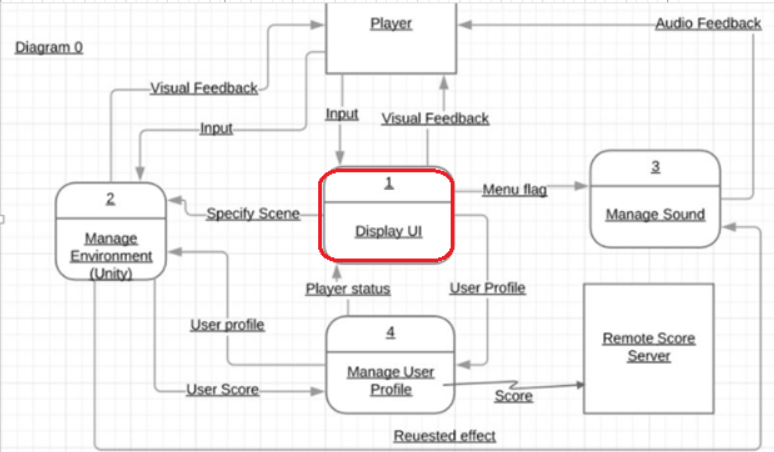 Player
Audio Feedback
Diagram 0
Visual Feedback
Input
Visual Feedback
Input
3
1
Menu flag
2
Specify Scene
Manage Sound
Display UI
Manage
Environment
(Unity)
Player status
User Profile
User profile
4
Remote Score
Server
Manage User
Profile
User Score
Score
Reuested effect